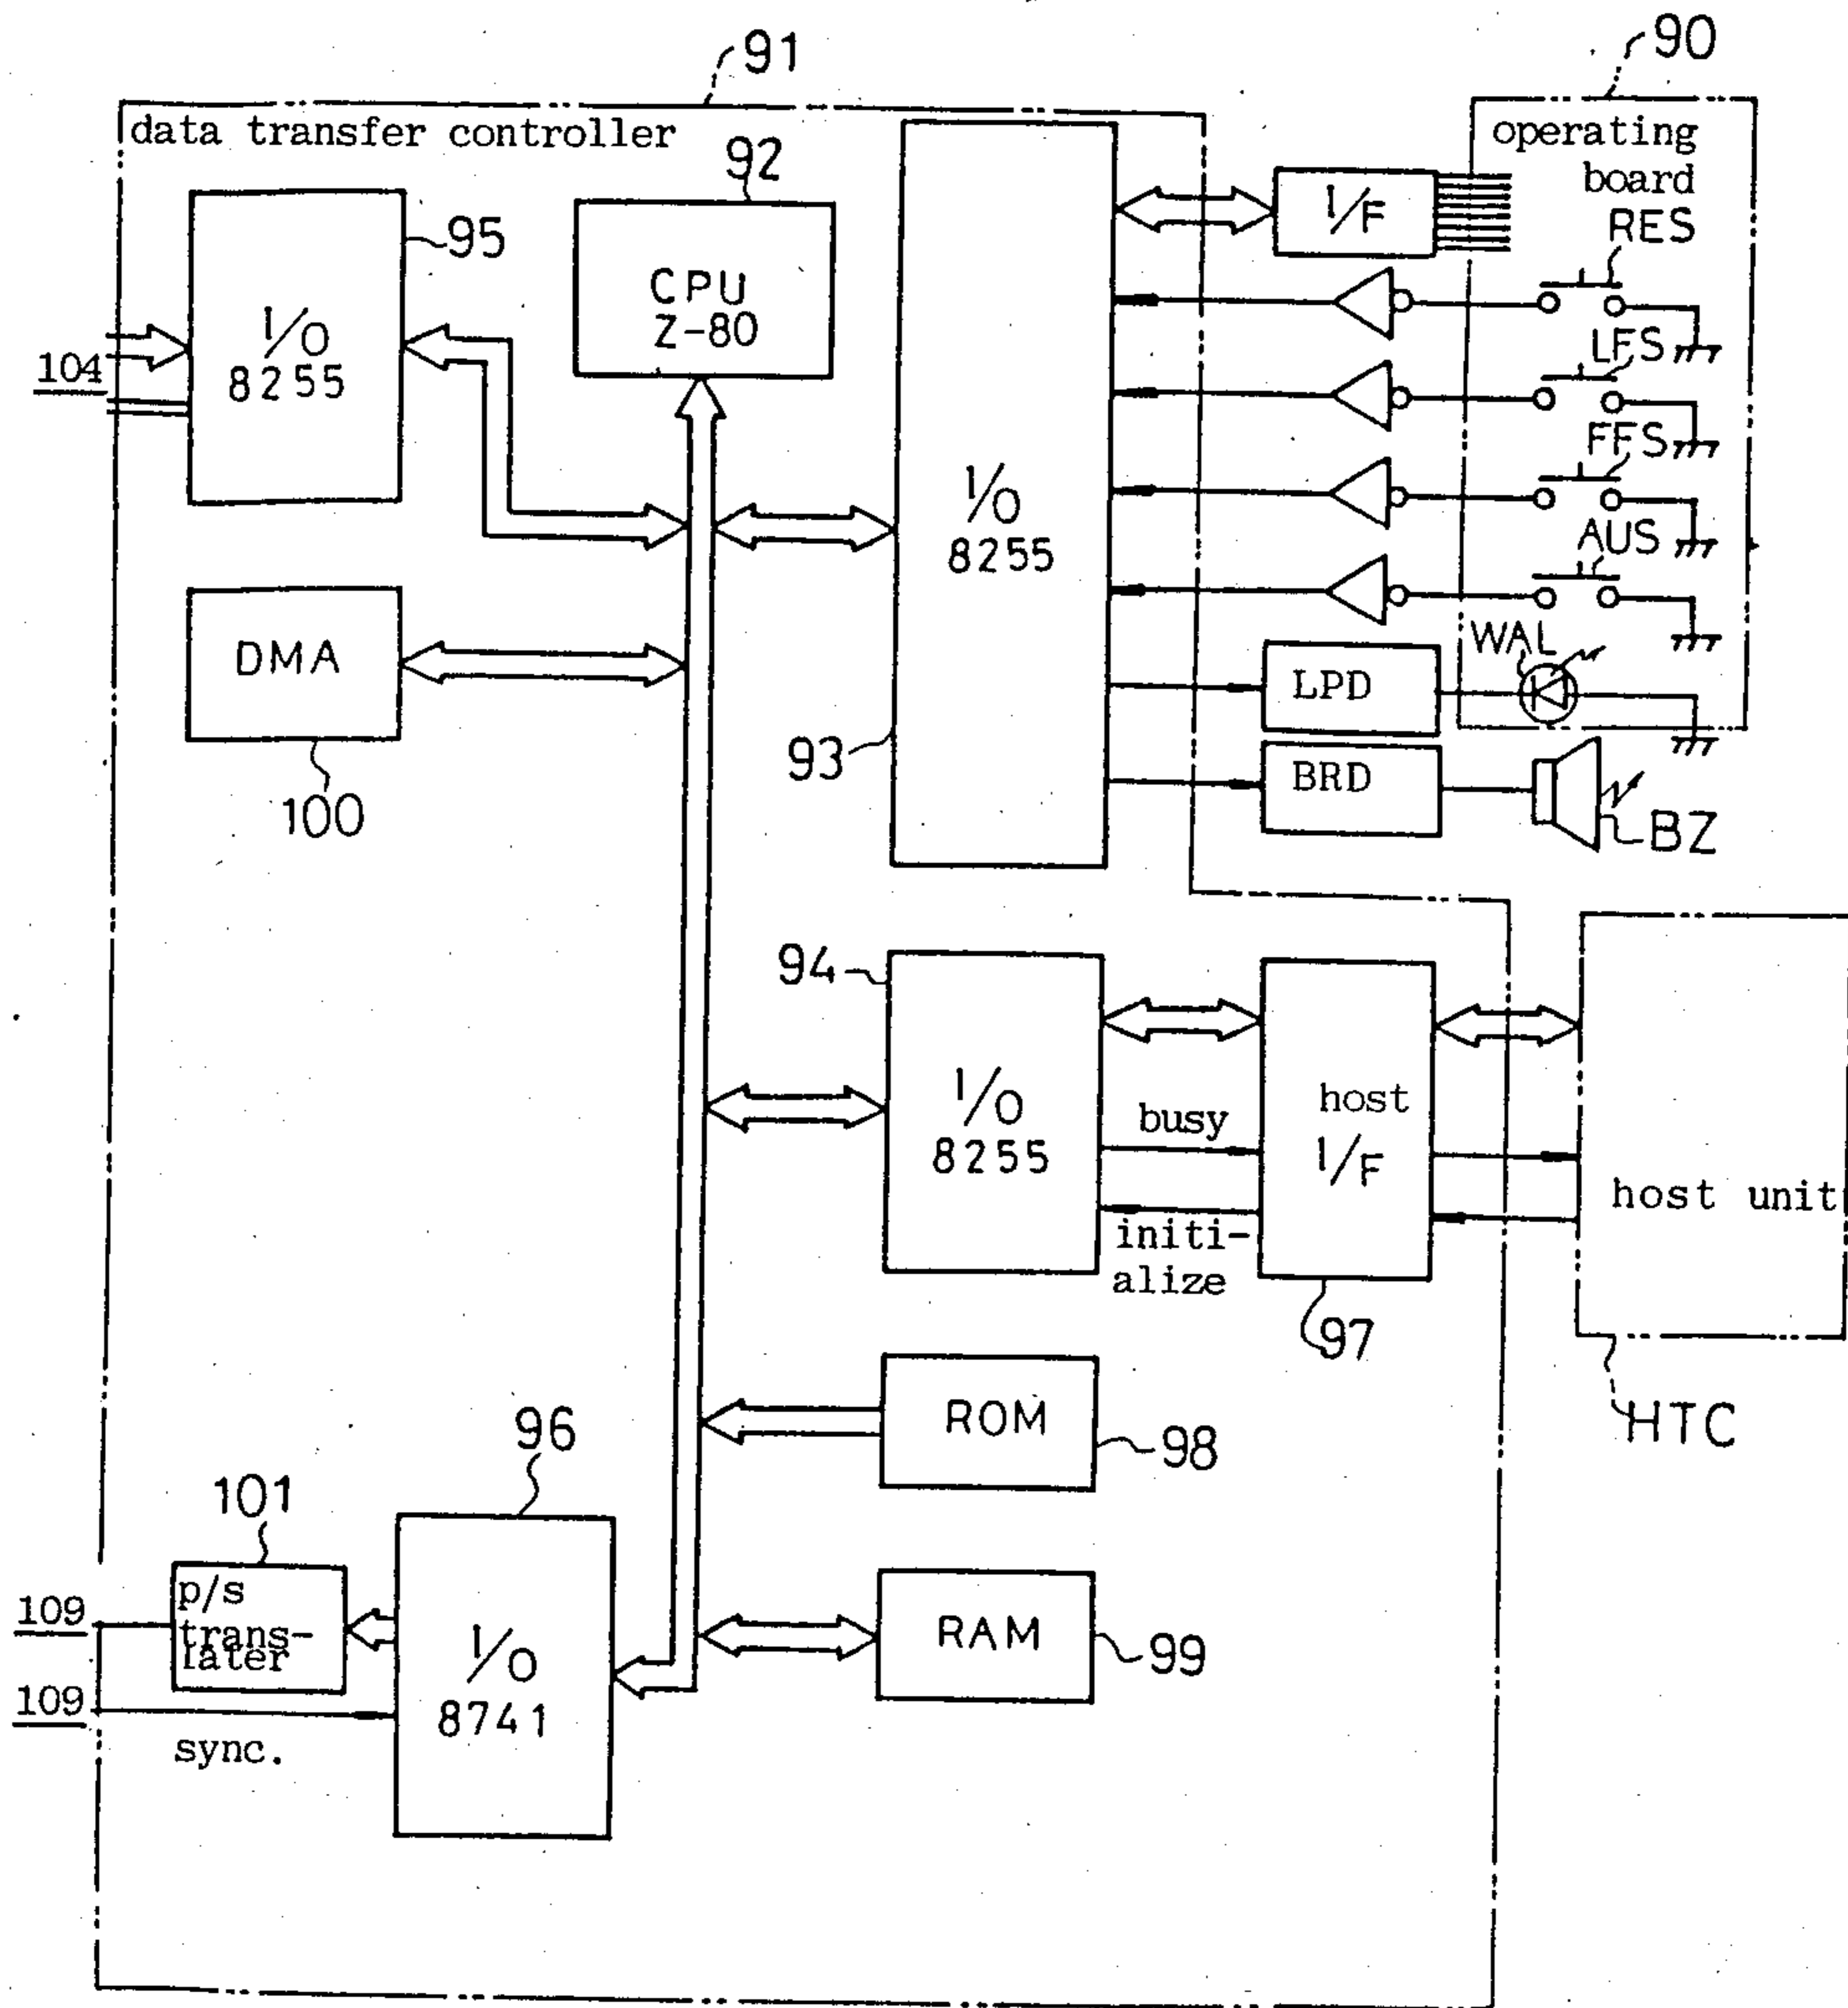 91
90
data transfer controller
operating
board
92
95
I/F
RES
CPU
Z-80
I/O
8255
104
LFS
FFS
I/O
8255
AUS
DMA
WAL
LPD
93
BRD
100
BZ
94
I/O
8255
busy
host
I/F
host unit
initi-
alize
97
ROM
98
HTC
96
101
p/s
trans-
later
109
RAM
99
I/O
8741
109
sync.